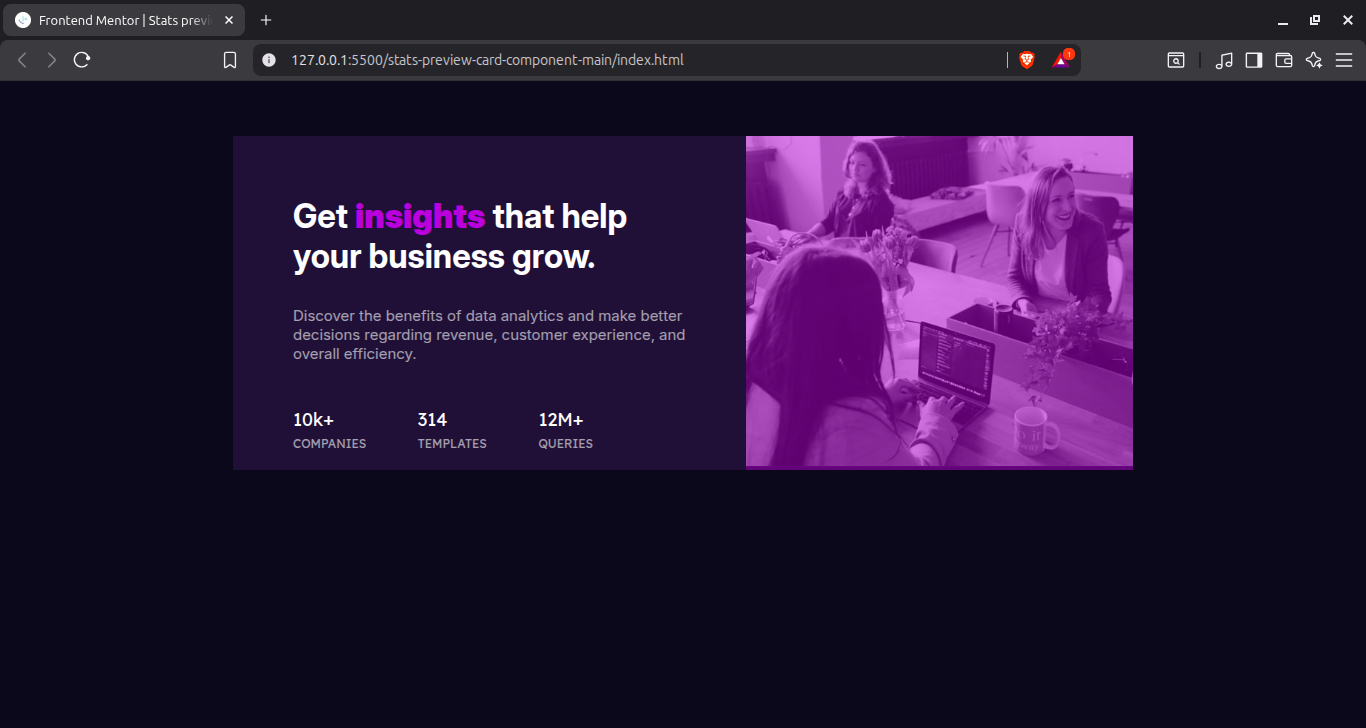 Frontend Mentor | Stats previ
127.0.0.1:5500/stats-preview-card-component-main/index.html
1
Get insights that help
your business grow.
Discover the benefits of data analytics and make better
decisions regarding revenue, customer experience, and
overall efficiency.
10k+ 314 12M+
COMPANIES TEMPLATES QUERIES